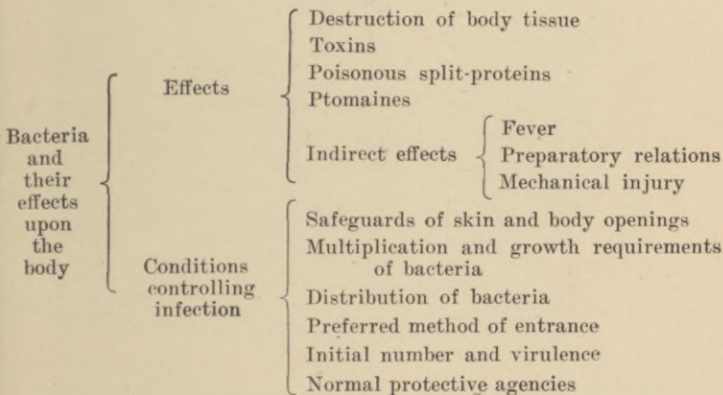 Bacteria
and
their
effects
upon
the
body
Effects
Destruction of body tissue
Toxins
Poisonous split-proteins
Ptomaines
Indirect effects
Fever
Preparatory relations
Mechanical injury
Conditions
controlling
infection
Safeguards of skin and body openings
Multiplication and growth requirements
of bacteria
Distribution of bacteria
Preferred method of entrance
Initial number and virulence
Normal protective agencies